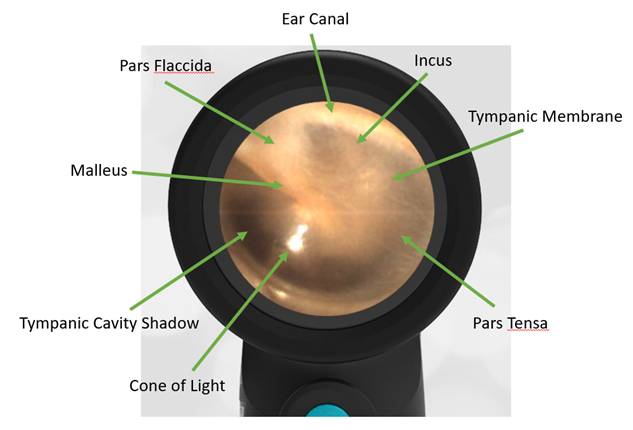 Ear Canal
Pars Flaccida
Incus
Tympanic Membrane
Malleus
Tympanic Cavity Shadow
Pars Tensa
Cone of Light